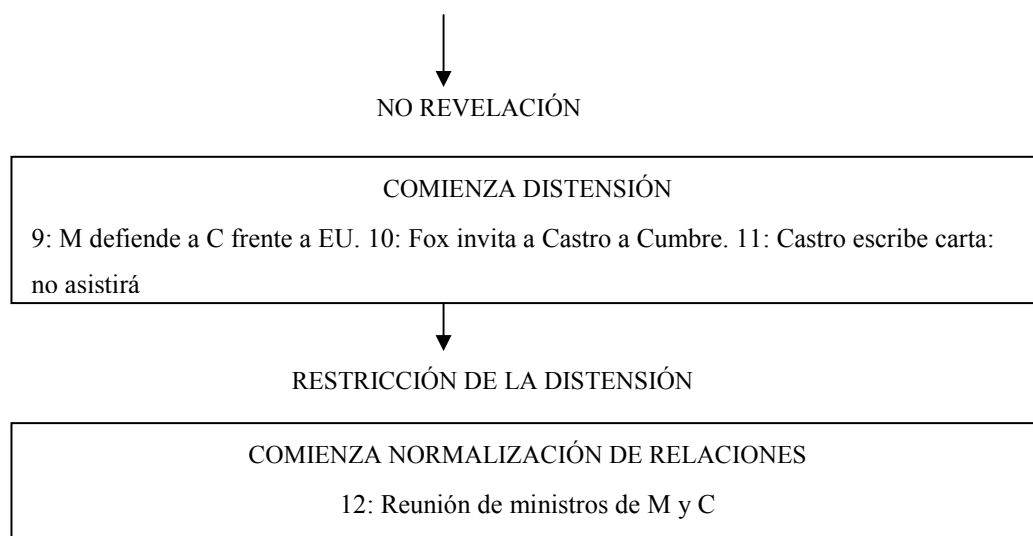 NO REVELACIÓN
COMIENZA DISTENSIÓN
9: M defiende a C frente a EU. 10: Fox invita a Castro a Cumbre. 11: Castro escribe carta:
no asistirá
RESTRICCIÓN DE LA DISTENSIÓN
COMIENZA NORMALIZACIÓN DE RELACIONES
12: Reunión de ministros de M y C